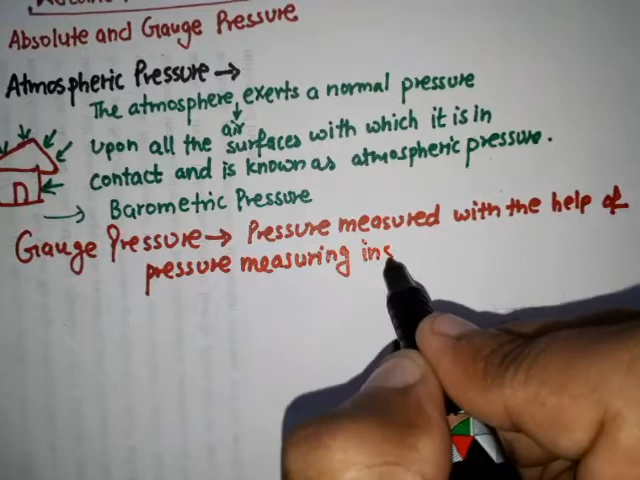 Absolute and Gauge Pressure
Atmospheric Pressure →
The atmosphere, exerts a normal pressure
air
upon all the surfaces with which it is in
contact and is known as atmospheric pressure.
→ Barometric Pressure
Gauge Pressure → Pressure measured with the help of
pressure measuring ins